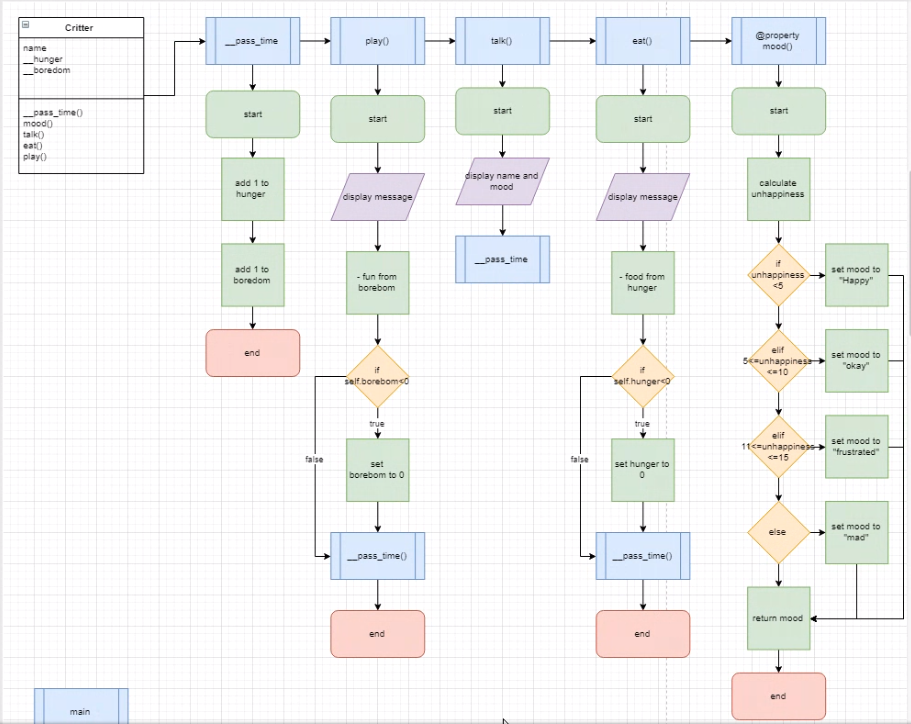 Critter
name
__hunger
__boredom
__pass_time()
mood()
talk()
eat()
play()
__pass_time
play()
talk()
eat()
@property
mood()
start
start
start
start
start
add 1 to
hunger
display message
display name and
mood
display message
calculate
unhappiness
add 1 to
boredom
- fun from
borebom
__pass_time
- food from
hunger
if
unhappiness
<5
set mood to
"Happy"
end
if
self.borebom<0
if
self.hunger<0
elif
5<=unhappiness
<=10
set mood to
"okay"
true
true
false
set
borebom to 0
false
set hunger to
0
elif
11<=unhappiness
<=15
set mood to
"frustrated"
__pass_time()
__pass_time()
else
set mood to
"mad"
end
end
return mood
end
main